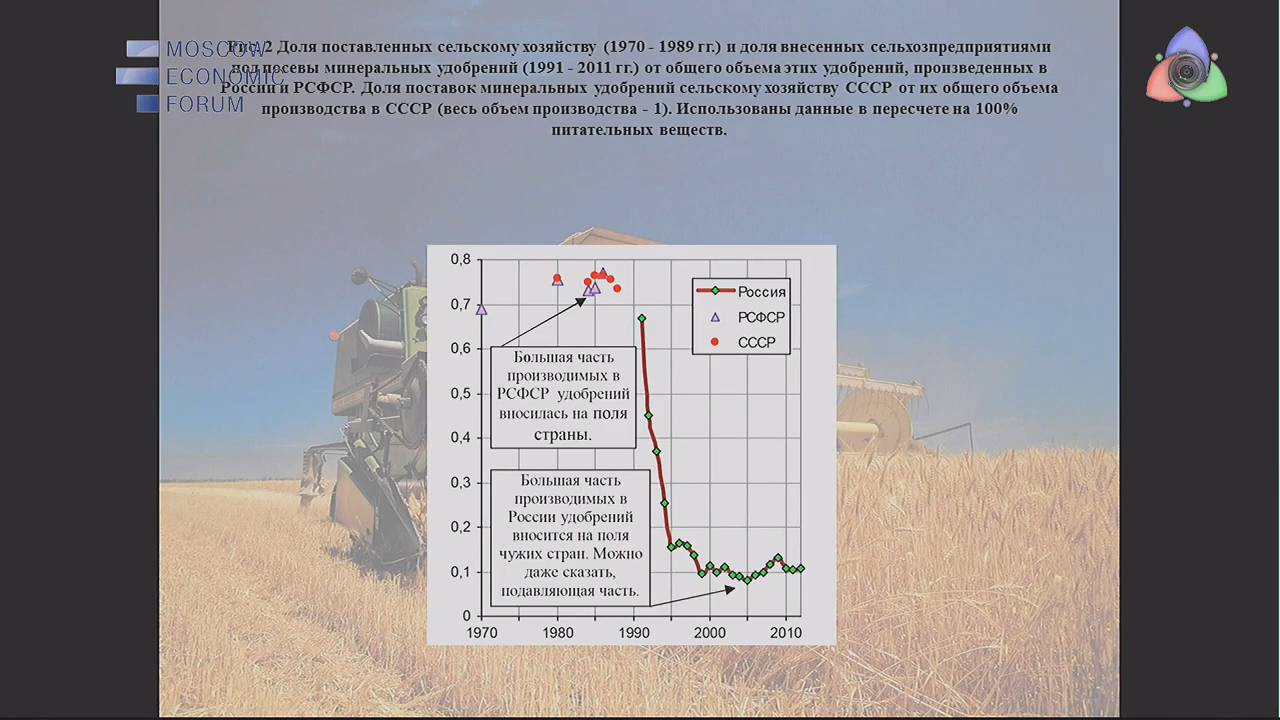 MOSCOW
ECONOMIC
FORUM
Рис.2 Доля поставленных сельскому хозяйству (1970 - 1989 гг.) и доля внесенных сельхозпредприятиями
под посевы минеральных удобрений (1991 - 2011 гг.) от общего объема этих удобрений, произведенных в
России и РСФСР. Доля поставок минеральных удобрений сельскому хозяйству СССР от их общего объема
производства в СССР (весь объем производства - 1). Использованы данные в пересчете на 100%
питательных веществ.
0,8
0,7
0,6
0,5
0,4
0,3
0,2
0,1
0
1970
1980
1990
2000
2010
Россия
РСФСР
СССР
Большая часть
производимых в
РСФСР удобрений
вносилась на поля
страны.
Большая часть
производимых в
России удобрений
вносится на поля
чужих стран. Можно
даже сказать,
подавляющая часть.